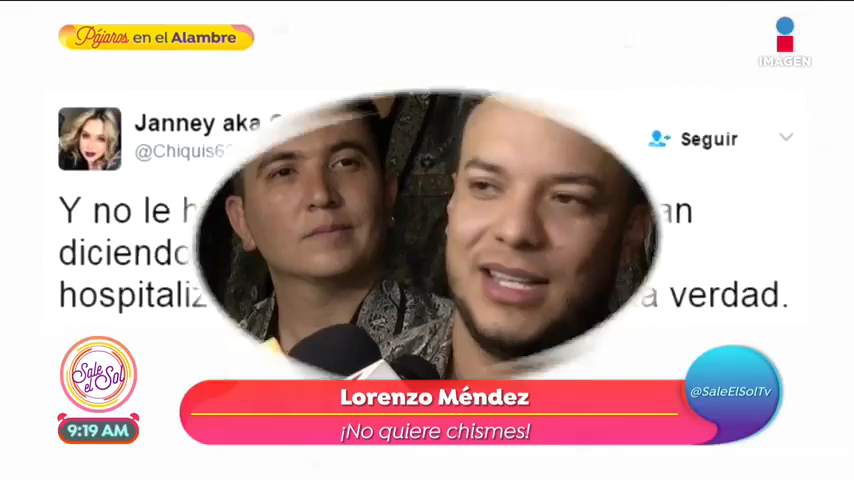 Pájaros en el Alambre
IMAGEN
Janney aka
@Chiquis
Seguir
Y no le
an
diciendo
hospitaliz
a verdad.
Sale el Sol
9:19 AM
Lorenzo Méndez
¡No quiere chismes!
@SaleElSolTv